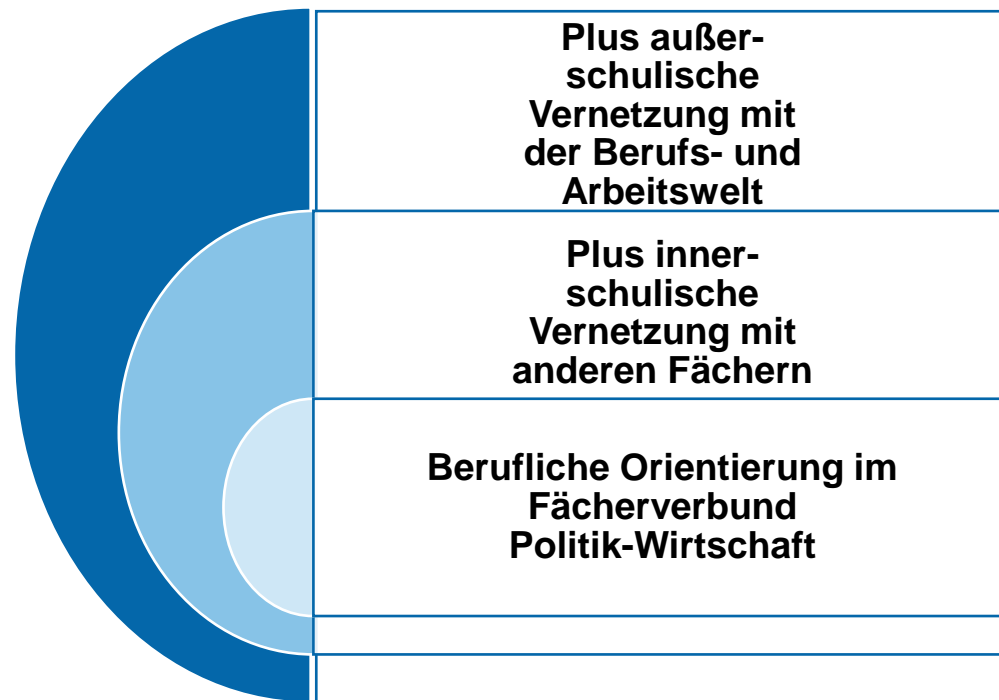 Plus außer-
schulische
Vernetzung mit
der Berufs- und
Arbeitswelt
Plus inner-
schulische
Vernetzung mit
anderen Fächern
Berufliche Orientierung im
Fächerverbund
Politik-Wirtschaft